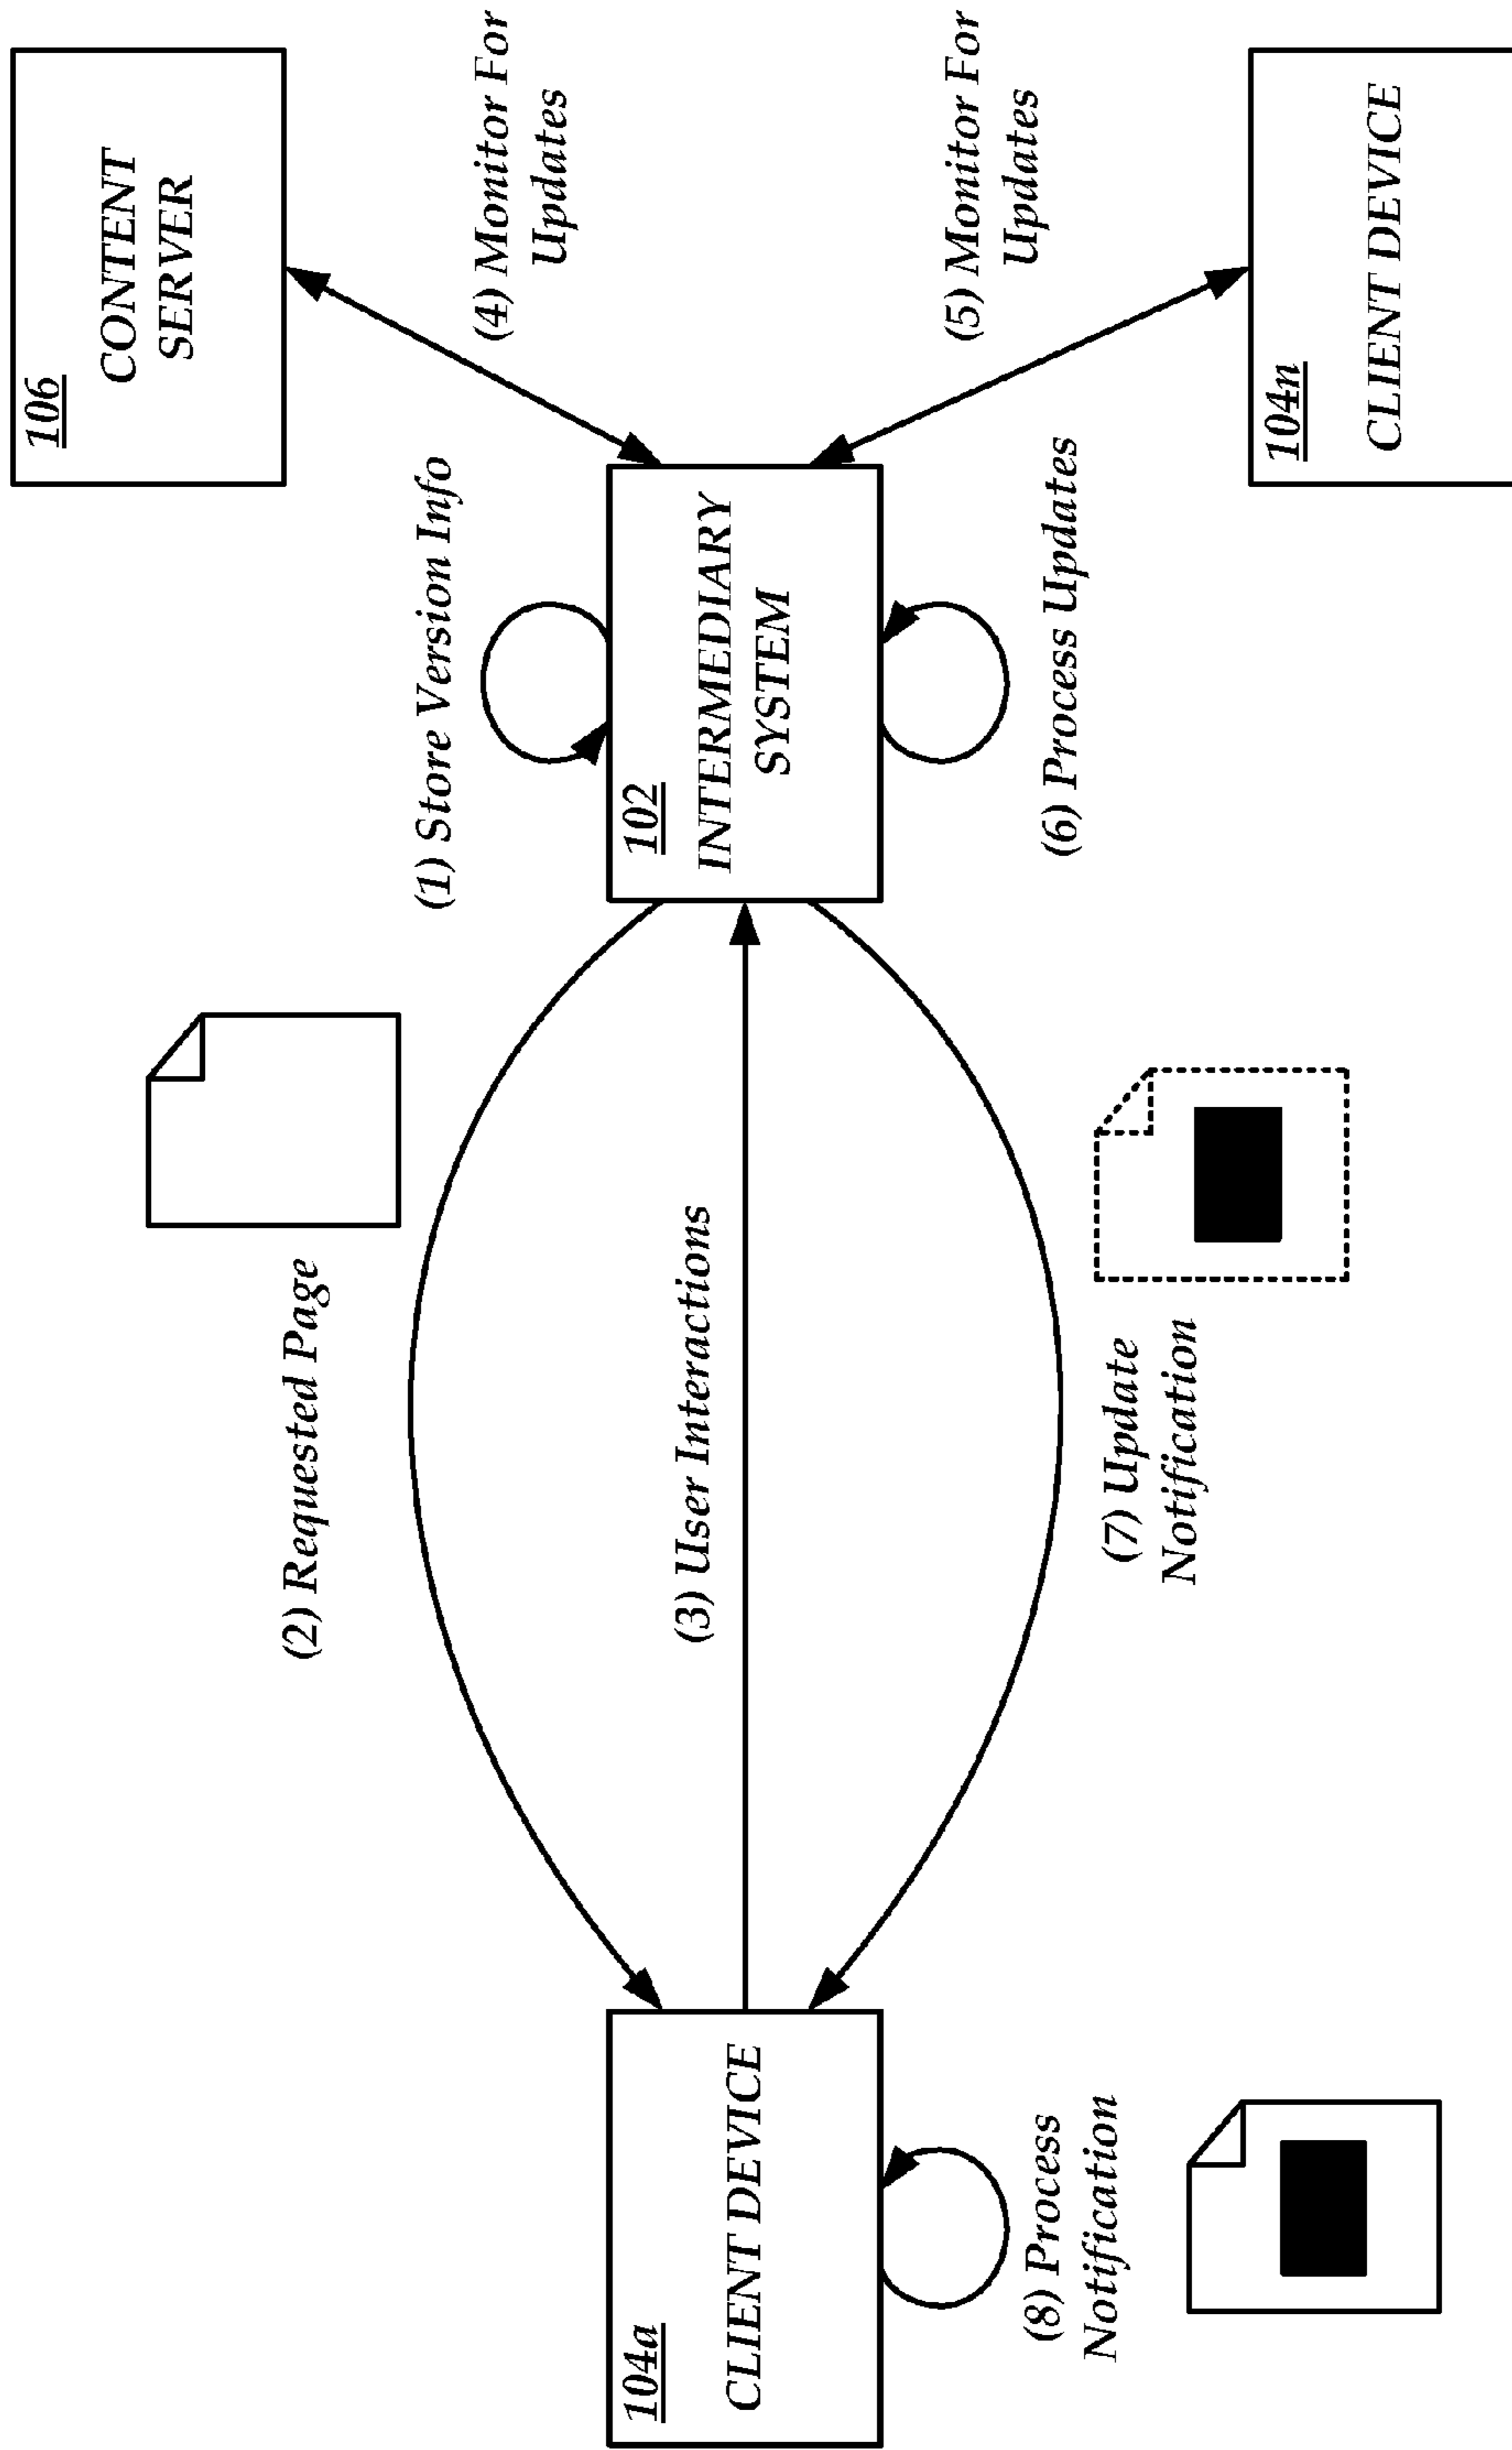 106
CONTENT
SERVER
(1) Store Version Info
(4) Monitor For
Updates
(2) Requested Page
104a
CLIENT DEVICE
(3) User Interactions
102
INTERMEDIARY
SYSTEM
(5) Monitor For
Updates
(6) Process Updates
(8) Process
Notification
(7) Update
Notification
104n
CLIENT DEVICE